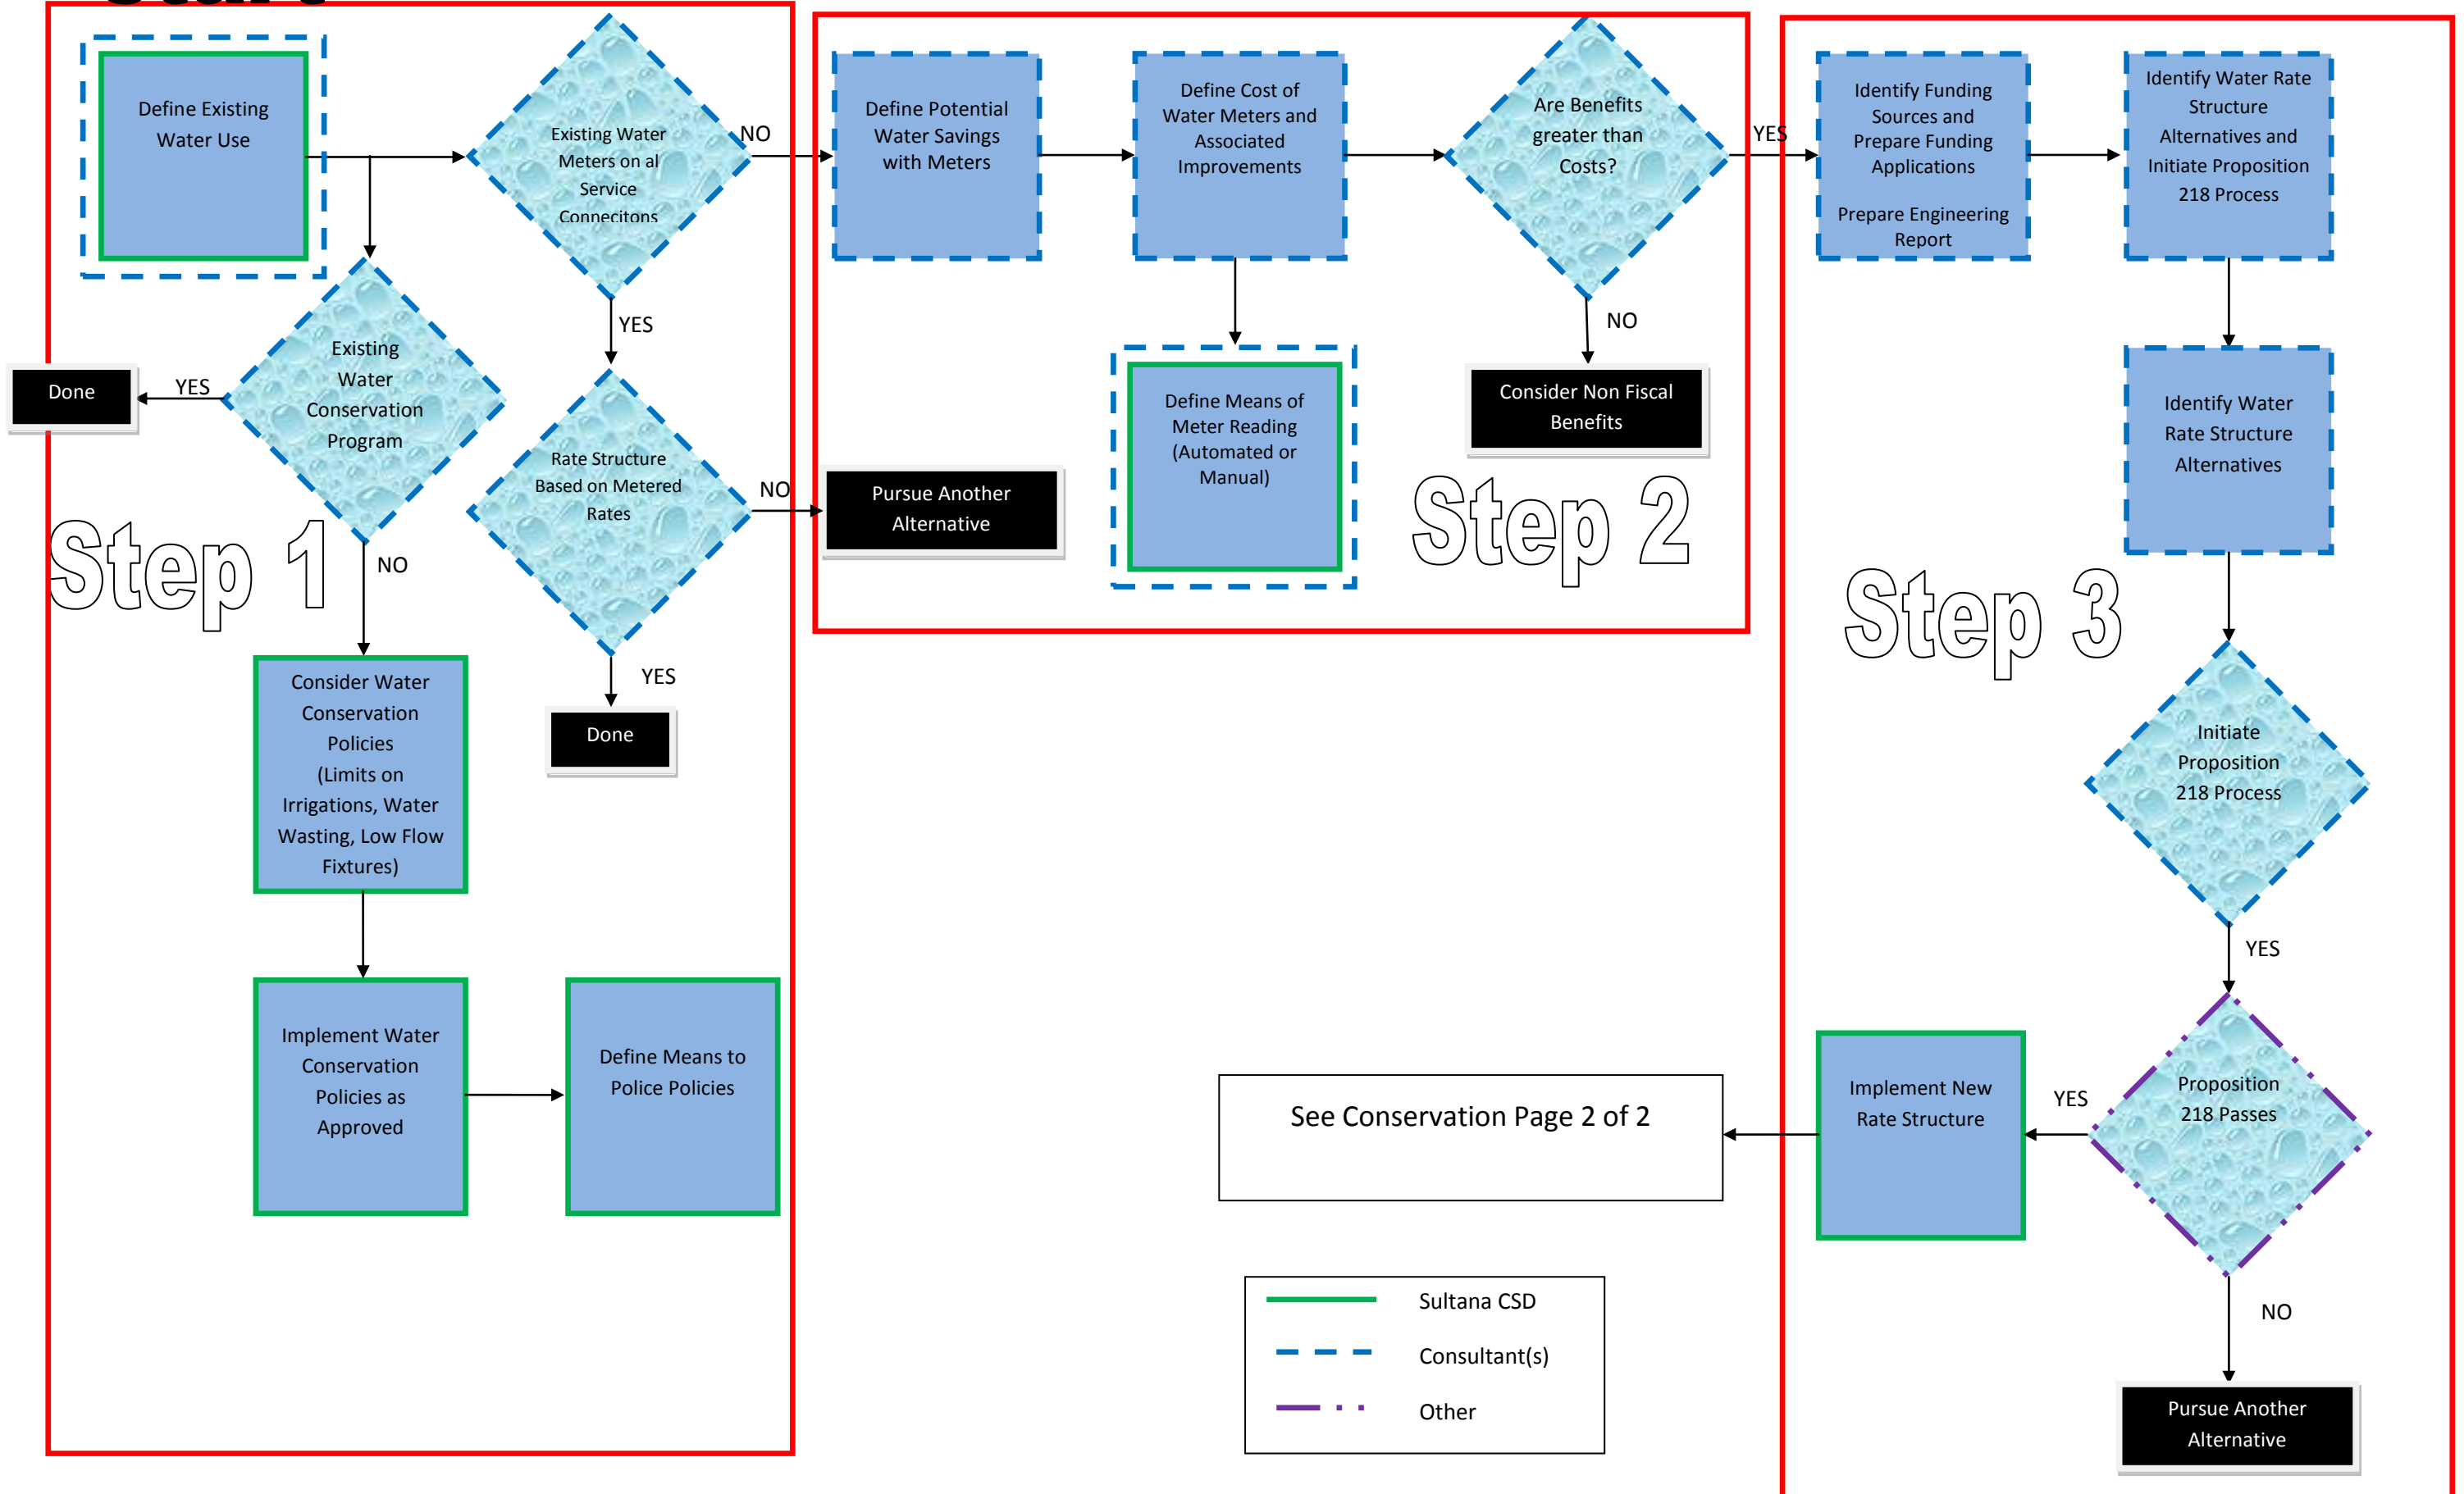 Start
Define Existing
Water Use
Existing Water
Meters on al
Service
Connecitons
NO
YES
Existing
Water
Conservation
Program
YES
Done
NO
Rate Structure
Based on Metered
Rates
NO
Pursue Another
Alternative
YES
Done
Step 1
Consider Water
Conservation
Policies
(Limits on
Irrigations, Water
Wasting, Low Flow
Fixtures)
Implement Water
Conservation
Policies as
Approved
Define Means to
Police Policies
Define Potential
Water Savings
with Meters
Define Cost of
Water Meters and
Associated
Improvements
Are Benefits
greater than
Costs?
YES
NO
Consider Non Fiscal
Benefits
Define Means of
Meter Reading
(Automated or
Manual)
Step 2
Identify Funding
Sources and
Prepare Funding
Applications
Prepare Engineering
Report
Identify Water Rate
Structure
Alternatives and
Initiate Proposition
218 Process
Identify Water
Rate Structure
Alternatives
Step 3
Initiate
Proposition
218 Process
YES
Proposition
218 Passes
YES
Implement New
Rate Structure
See Conservation Page 2 of 2
NO
Pursue Another
Alternative
Sultana CSD
Consultant(s)
Other